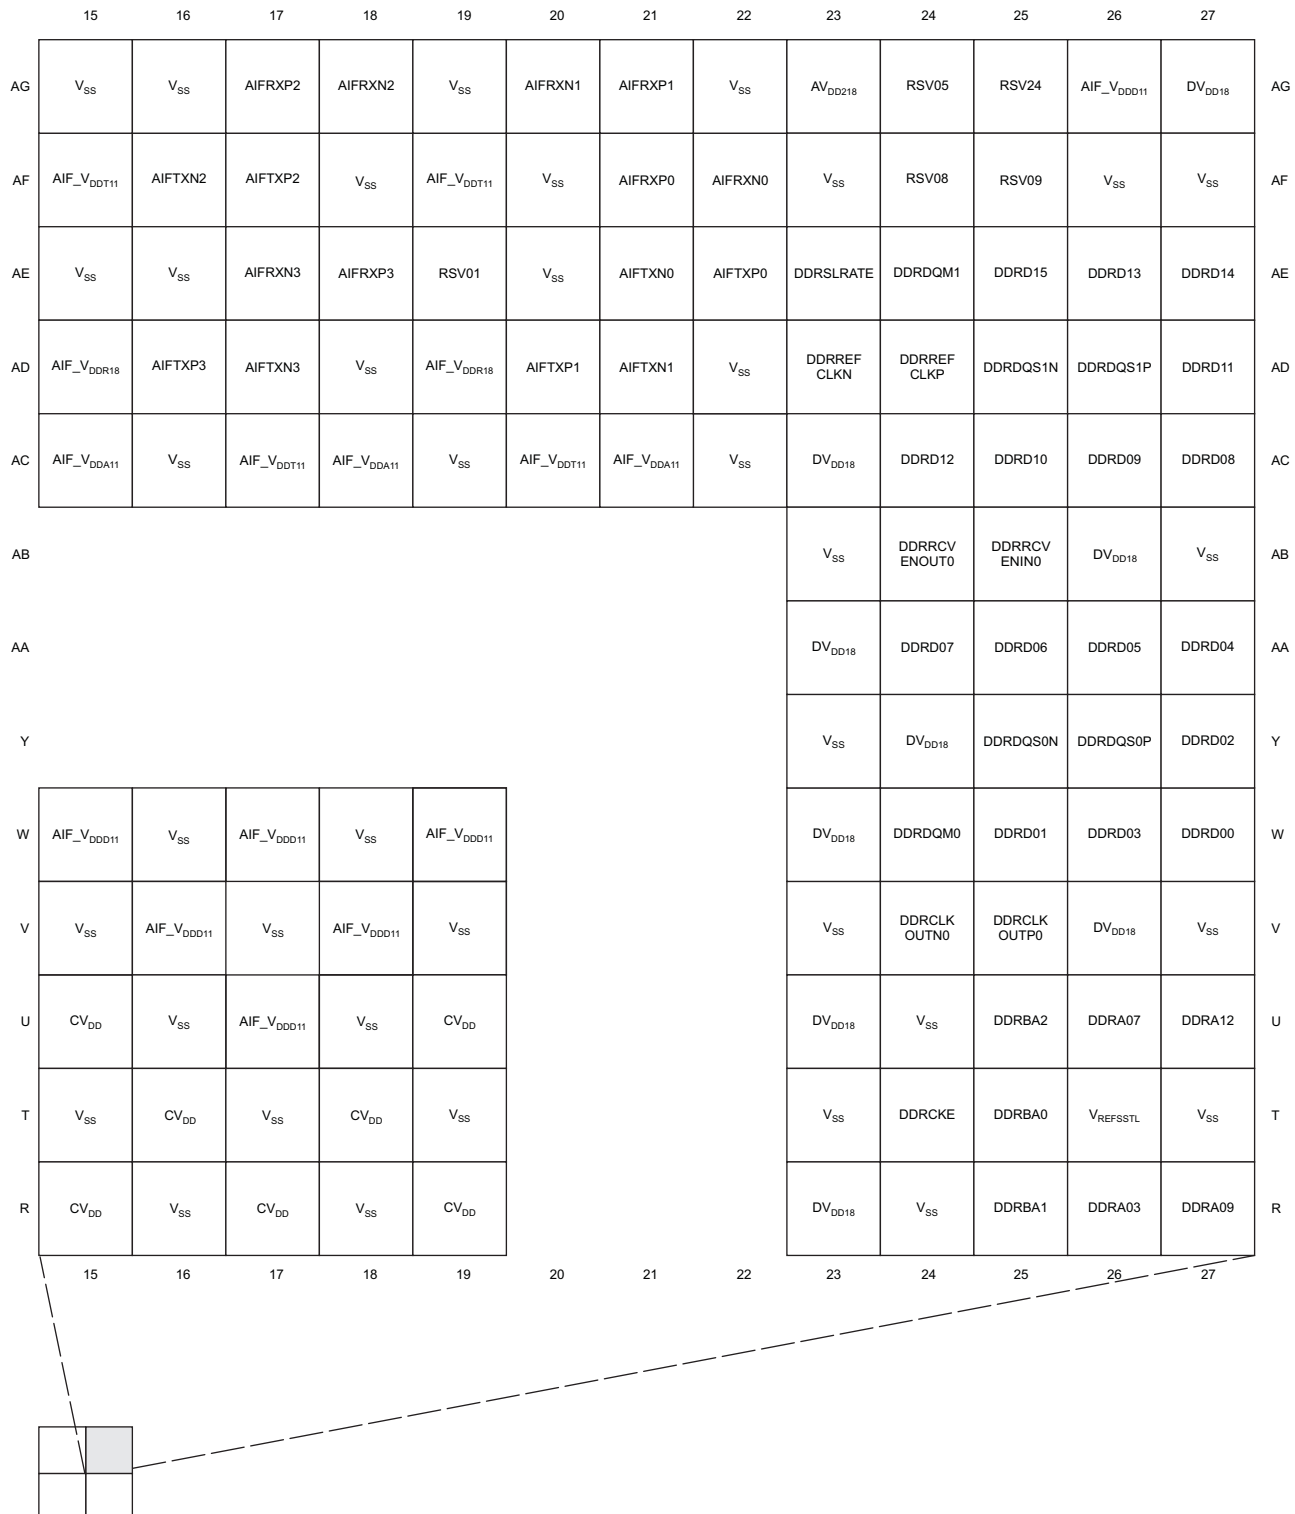 15 16 17 18 19 20 21 22 23 24 25 26 27
AG V_SS V_SS AIFRXP2 AIFRXN2 V_SS AIFRXN1 AIFRXP1 V_SS AV_DD218 RSV05 RSV24 AIF_V_DDD11 DV_DD18 AG
AF AIF_V_DDT11 AIFTXN2 AIFTXP2 V_SS AIF_V_DDT11 V_SS AIFRXP0 AIFRXN0 V_SS RSV08 RSV09 V_SS V_SS AF
AE V_SS V_SS AIFRXN3 AIFRXP3 RSV01 V_SS AIFTXN0 AIFTXP0 DDRSLRATE DDRDQM1 DDRD15 DDRD13 DDRD14 AE
AD AIF_V_DDR18 AIFTXP3 AIFTXN3 V_SS AIF_V_DDR18 AIFTXP1 AIFTXN1 V_SS DDRREF CLKN DDRREF CLKP DDRDQS1N DDRDQS1P DDRD11 AD
AC AIF_V_DDA11 V_SS AIF_V_DDT11 AIF_V_DDA11 V_SS AIF_V_DDT11 AIF_V_DDA11 V_SS DV_DD18 DDRD12 DDRD10 DDRD09 DDRD08 AC
AB V_SS DDRRCV ENOUT0 DDRRCV ENIN0 DV_DD18 V_SS AB
AA DV_DD18 DDRD07 DDRD06 DDRD05 DDRD04 AA
Y V_SS DV_DD18 DDRDQS0N DDRDQS0P DDRD02 Y
W AIF_V_DDD11 V_SS AIF_V_DDD11 V_SS AIF_V_DDD11 DV_DD18 DDRDQM0 DDRD01 DDRD03 DDRD00 W
V V_SS AIF_V_DDD11 V_SS AIF_V_DDD11 V_SS V_SS DDRCLK OUTN0 DDRCLK OUTP0 DV_DD18 V_SS V
U CV_DD V_SS AIF_V_DDD11 V_SS CV_DD DV_DD18 V_SS DDRBA2 DDRA07 DDRA12 U
T V_SS CV_DD V_SS CV_DD V_SS V_SS DDRCKE DDRBA0 V_REFSSTL V_SS T
R CV_DD V_SS CV_DD V_SS CV_DD DV_DD18 V_SS DDRBA1 DDRA03 DDRA09 R
15 16 17 18 19 20 21 22 23 24 25 26 27